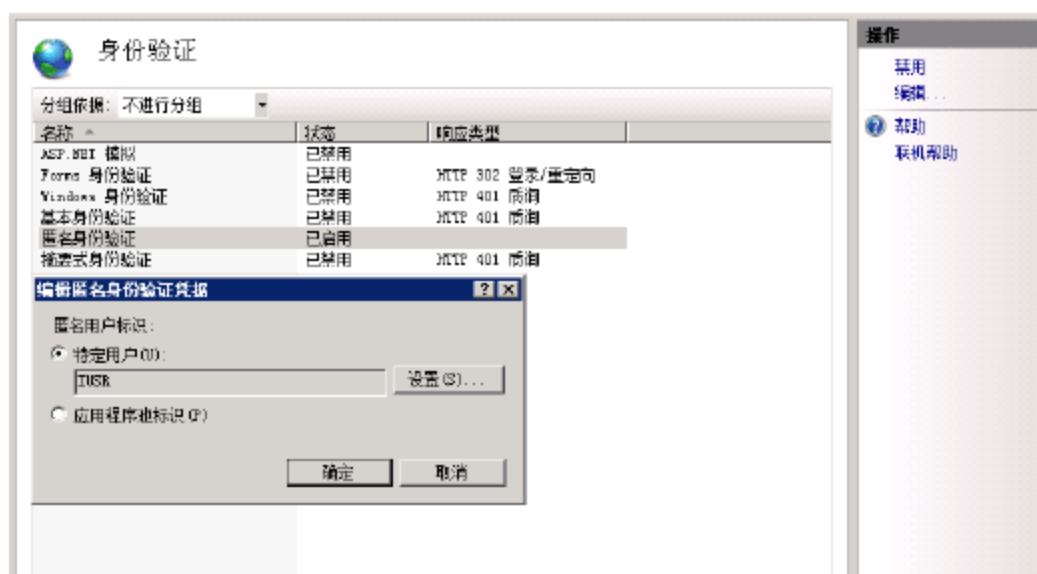 身份验证
操作
禁用
编辑...
帮助
联机帮助
分组依据: 不进行分组
名称 状态 响应类型
ASP.NET 模拟 已禁用
Forms 身份验证 已禁用 HTTP 302 登录/重定向
Windows 身份验证 已禁用 HTTP 401 质询
基本身份验证 已禁用 HTTP 401 质询
匿名身份验证 已启用
摘要式身份验证 已禁用 HTTP 401 质询
编辑匿名身份验证凭据
匿名用户标识:
特定用户(U):
IUSR 设置(S)...
应用程序池标识(P)
确定 取消